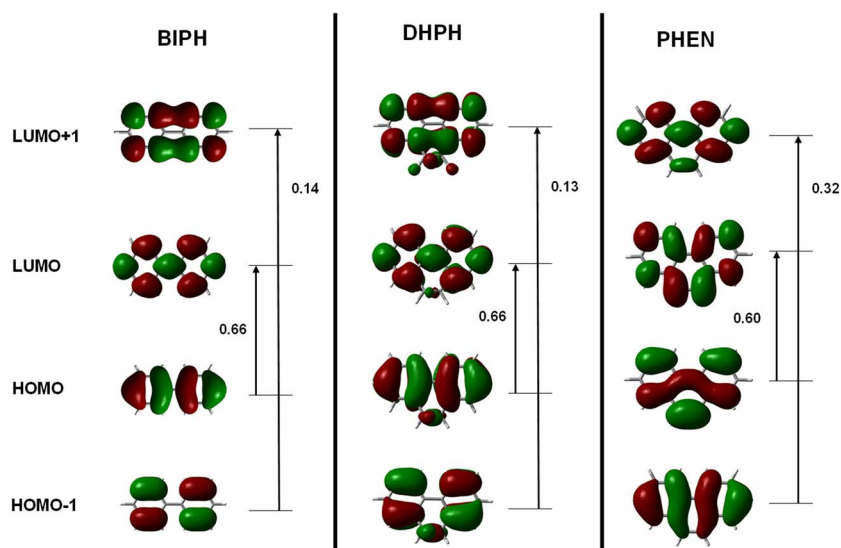 BIPH
DHPH
PHEN
LUMO+1
0.14
0.13
0.32
LUMO
0.66
0.66
0.60
HOMO
HOMO-1